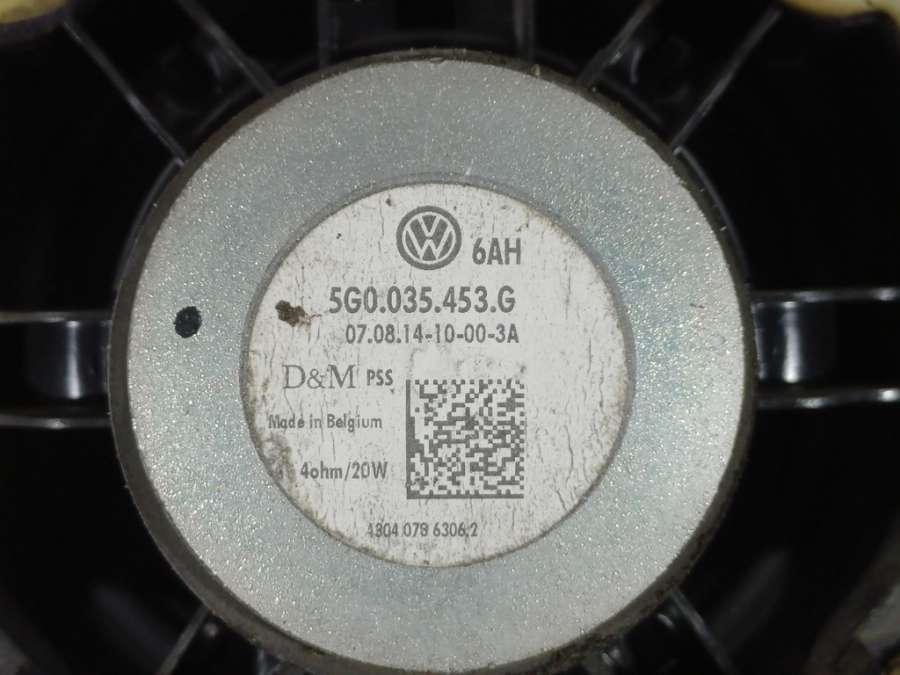 6AH
5G0.035.453.G
07.08.14-10-00-3A
D&M PSS
Made in Belgium
4ohm/20W
4304 078 6306.2